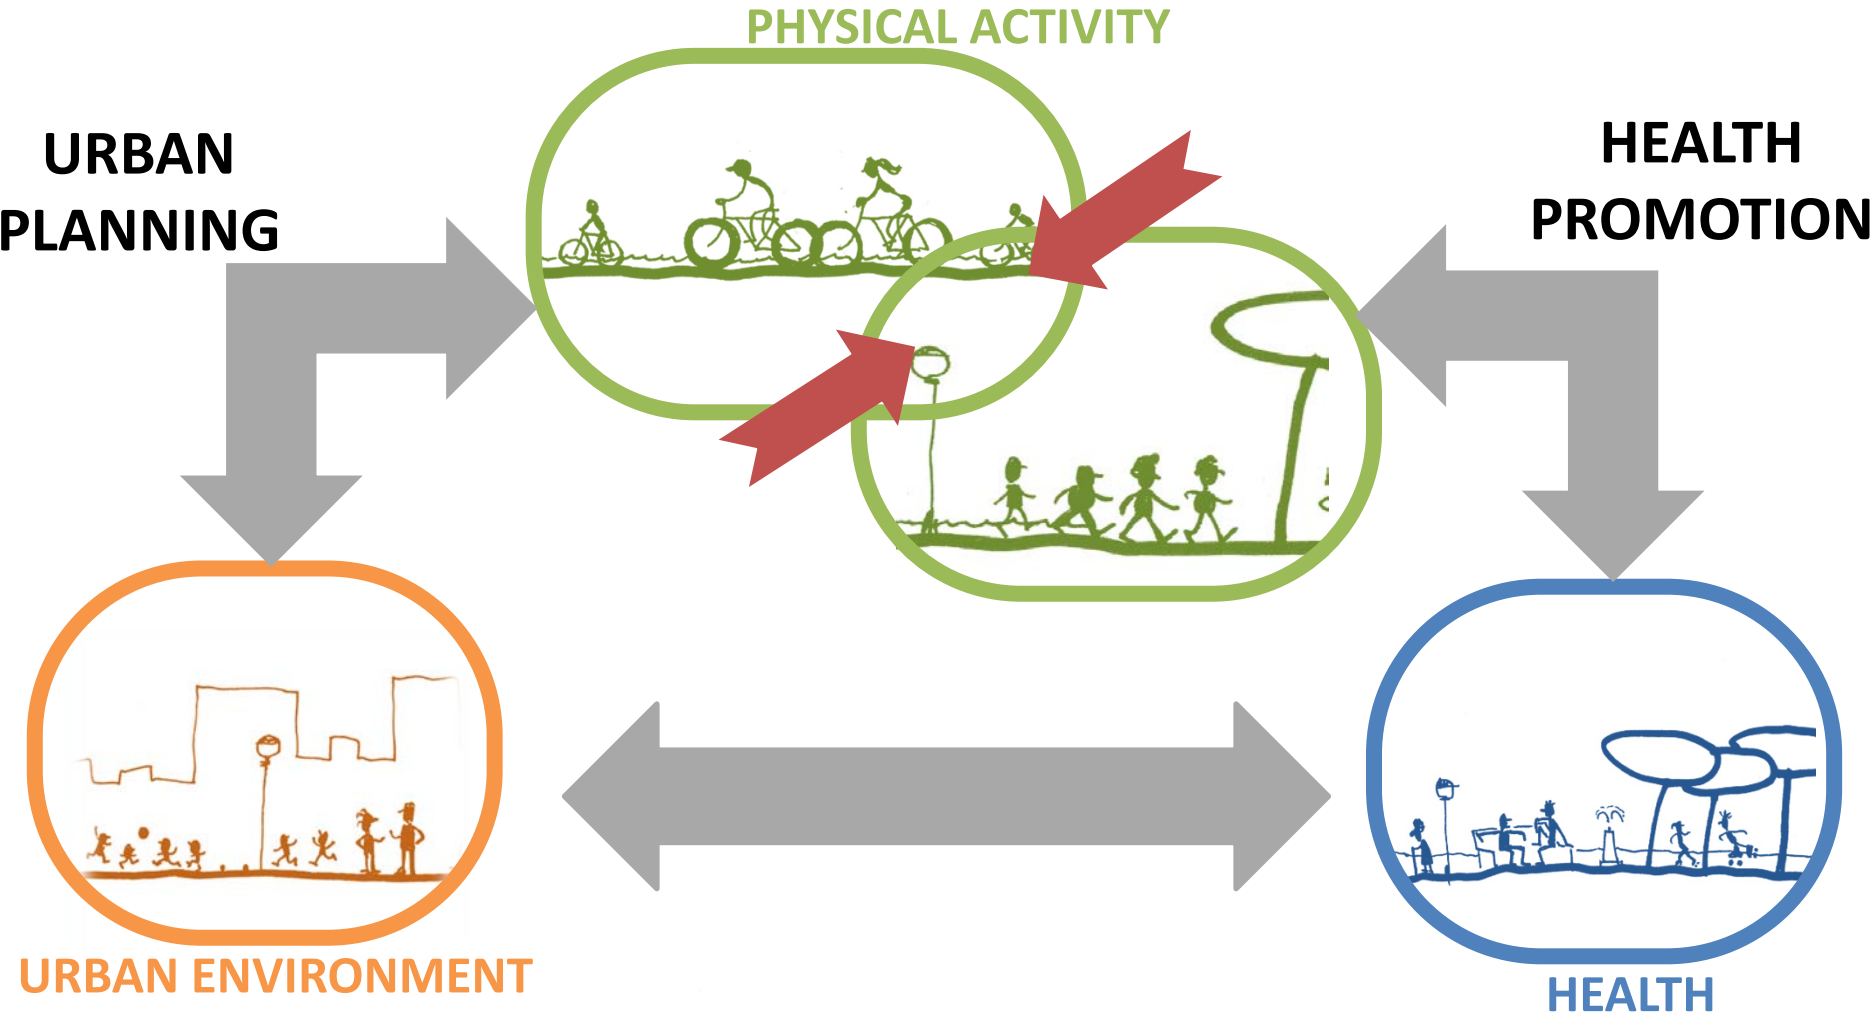 PHYSICAL ACTIVITY
URBAN
PLANNING
HEALTH
PROMOTION
URBAN ENVIRONMENT
HEALTH